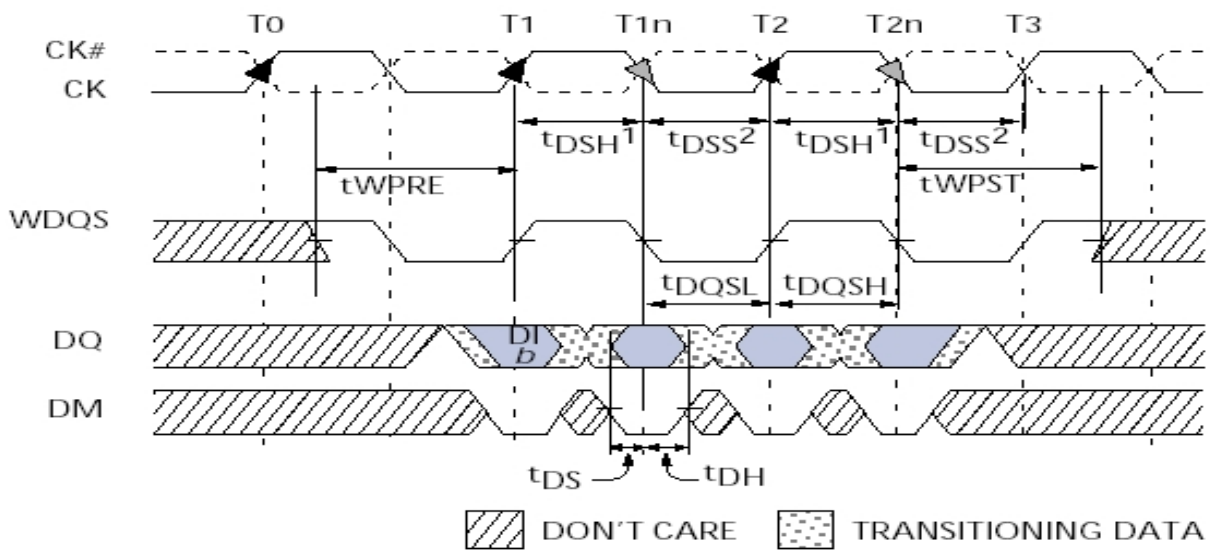 T0 T1 T1n T2 T2n T3
CK#
CK
tDSH1 tDSS2 tDSH1 tDSS2
tWPRE tWPST
WDQS
tDQSL tDQSH
DQ DI
b
DM
tDS tDH
DON'T CARE TRANSITIONING DATA